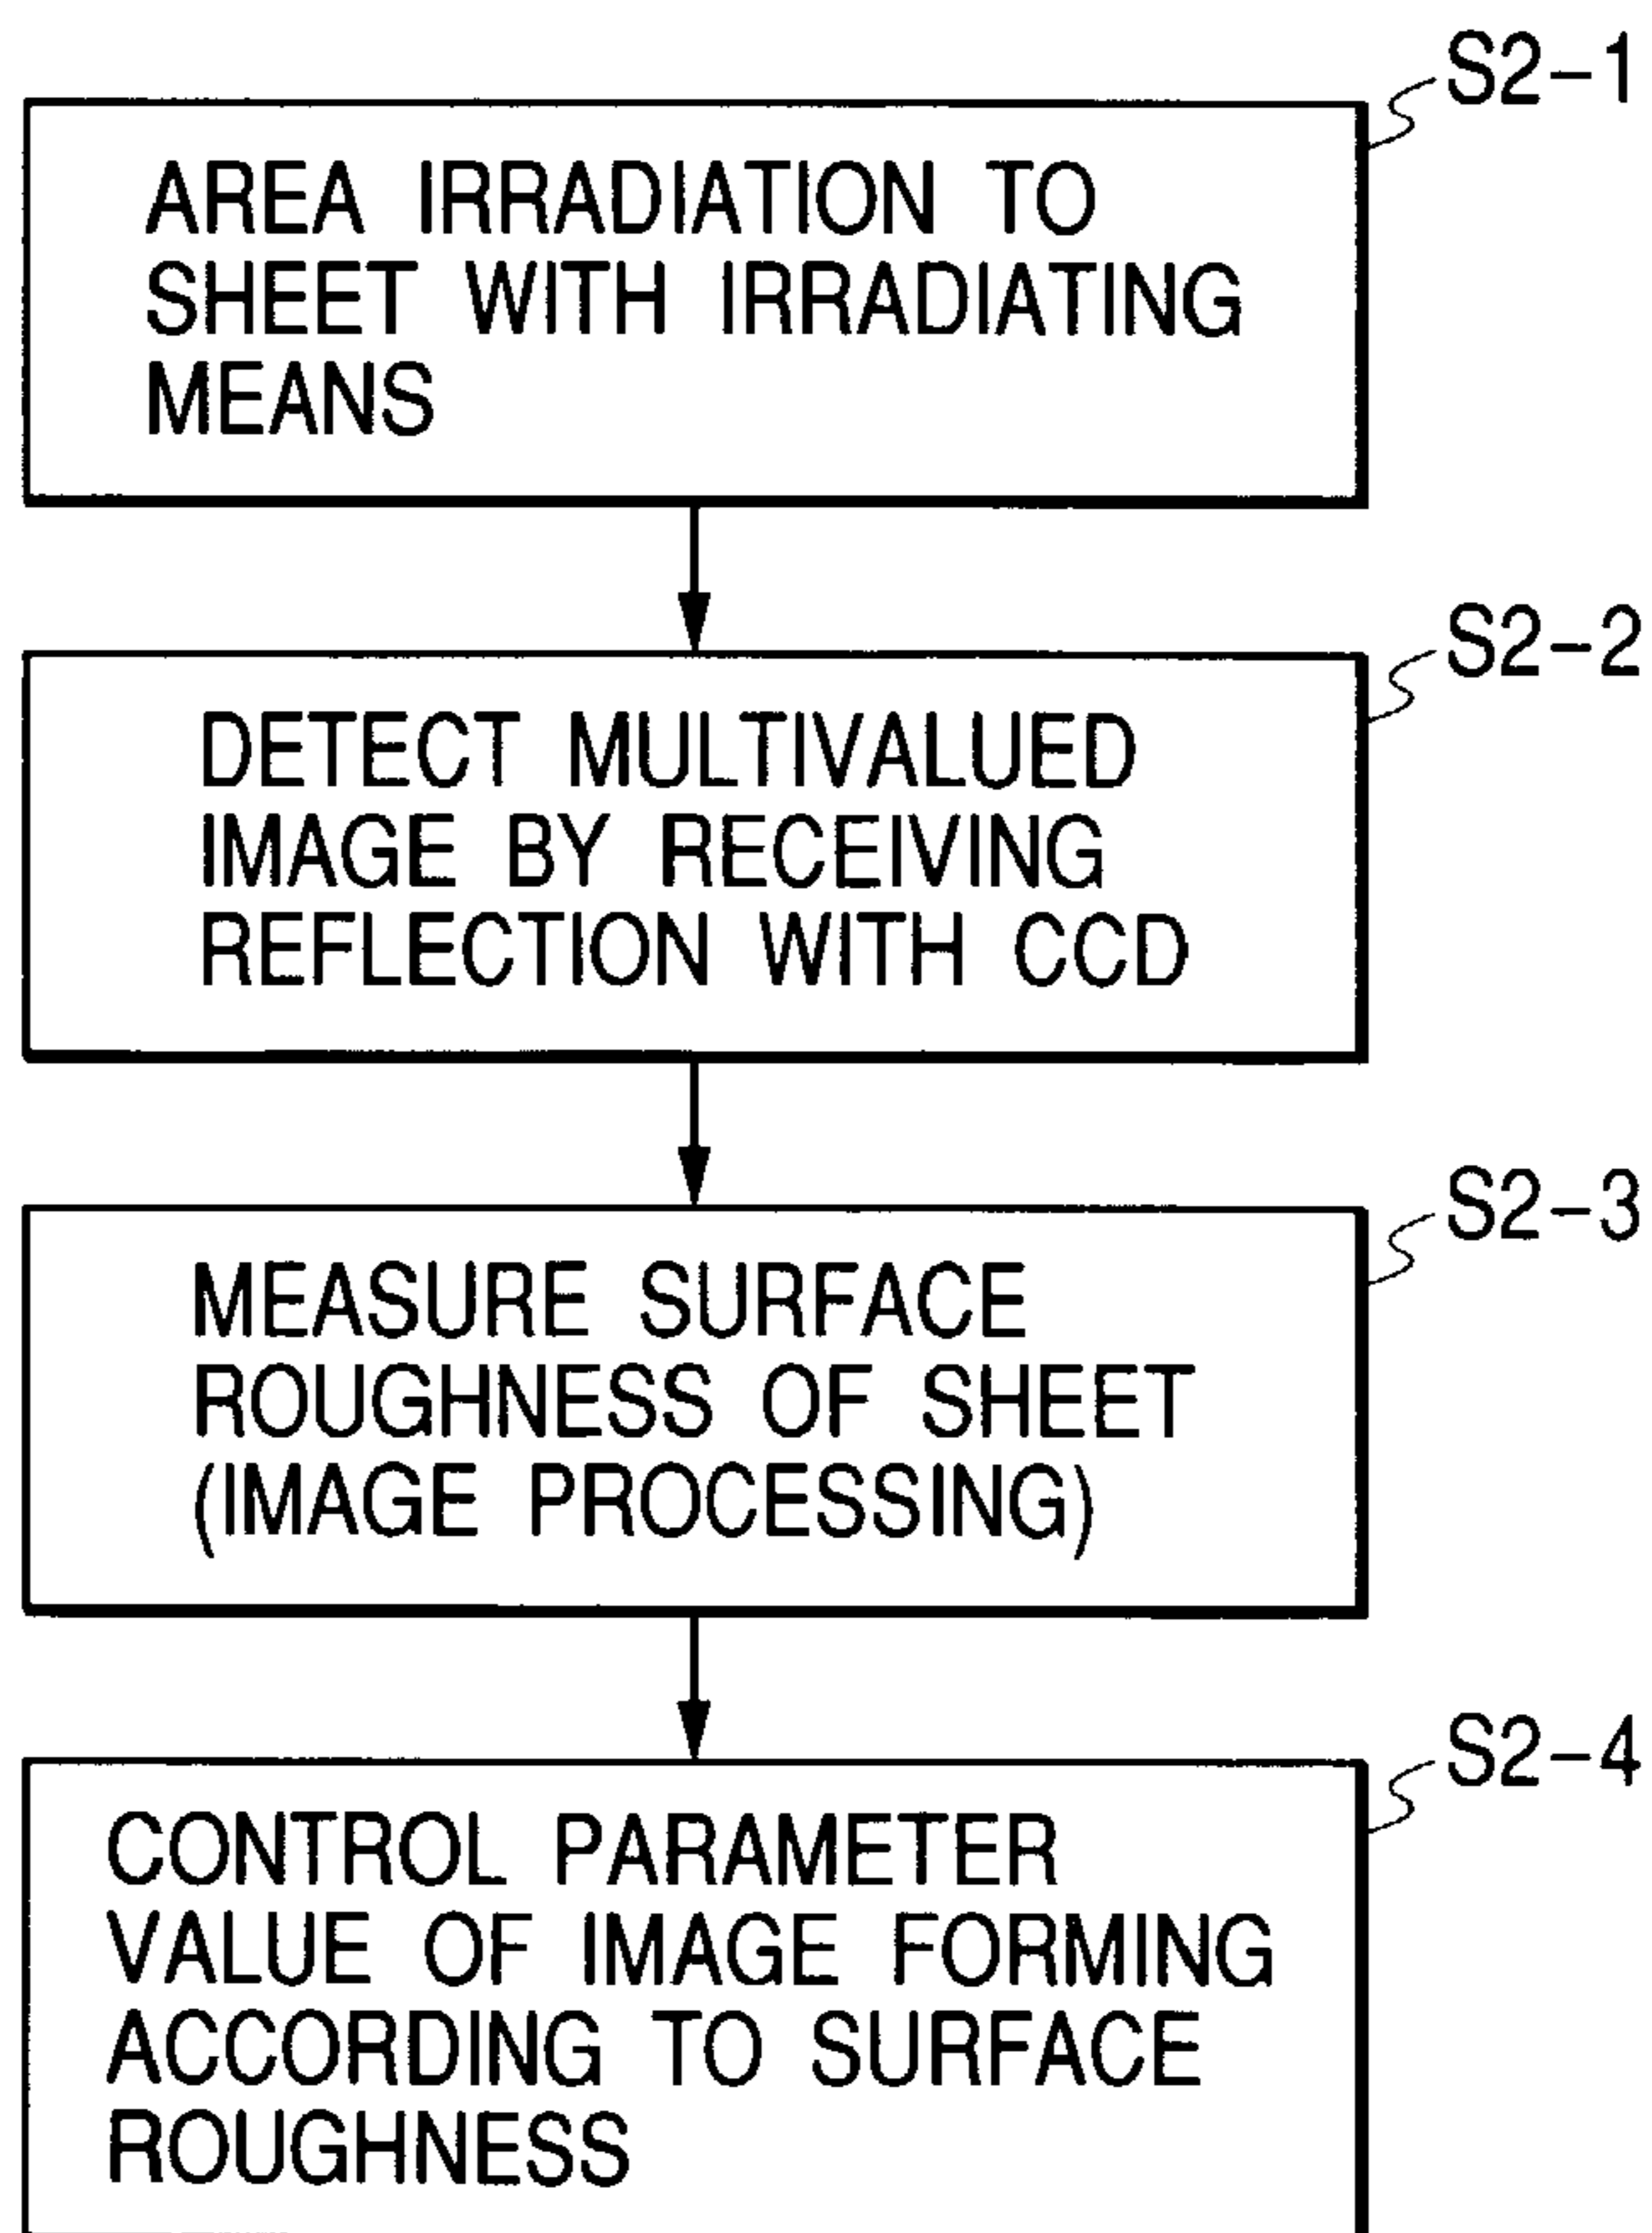 S2-1
AREA IRRADIATION TO
SHEET WITH IRRADIATING
MEANS
S2-2
DETECT MULTIVALUED
IMAGE BY RECEIVING
REFLECTION WITH CCD
S2-3
MEASURE SURFACE
ROUGHNESS OF SHEET
(IMAGE PROCESSING)
S2-4
CONTROL PARAMETER
VALUE OF IMAGE FORMING
ACCORDING TO SURFACE
ROUGHNESS